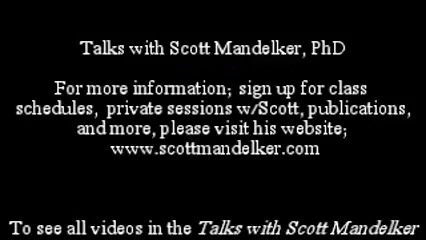 Talks with Scott Mandelker, PhD
For more information; sign up for class
schedules, private sessions w/Scott, publications,
and more, please visit his website;
www.scottmandelker.com
To see all videos in the Talks with Scott Mandelker